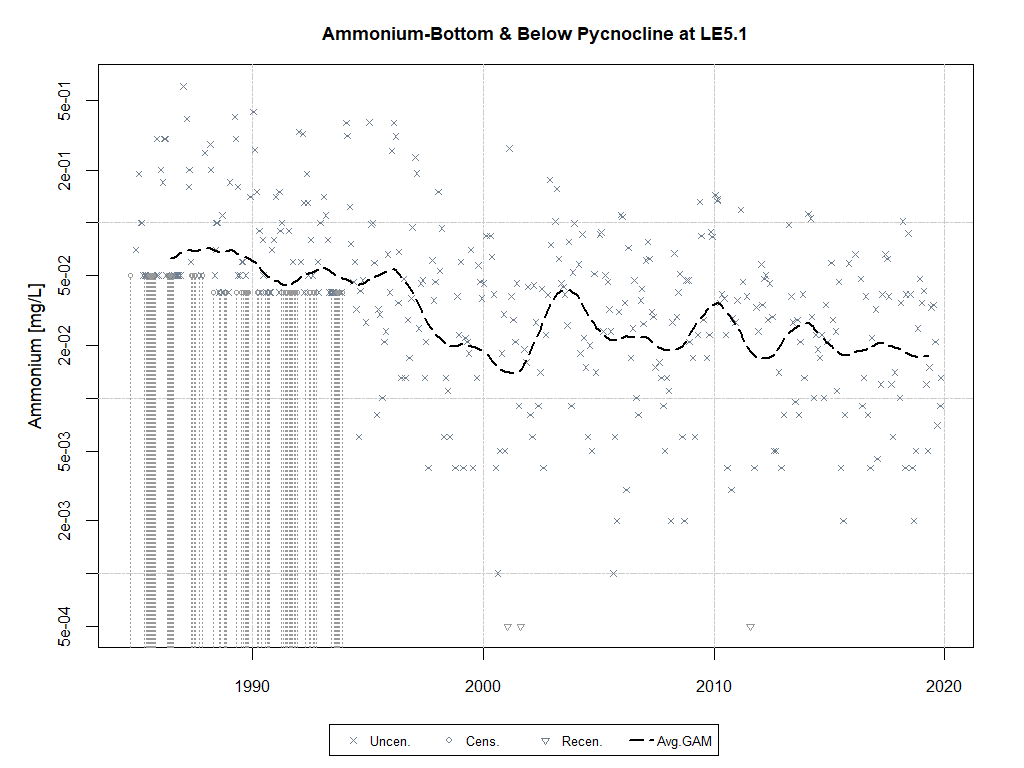 Ammonium-Bottom & Below Pycnocline at LE5.1
Ammonium [mg/L]
5e-01
2e-01
5e-02
2e-02
5e-03
2e-03
5e-04
1990 2000 2010 2020
Uncen. Cens. Recen. Avg.GAM